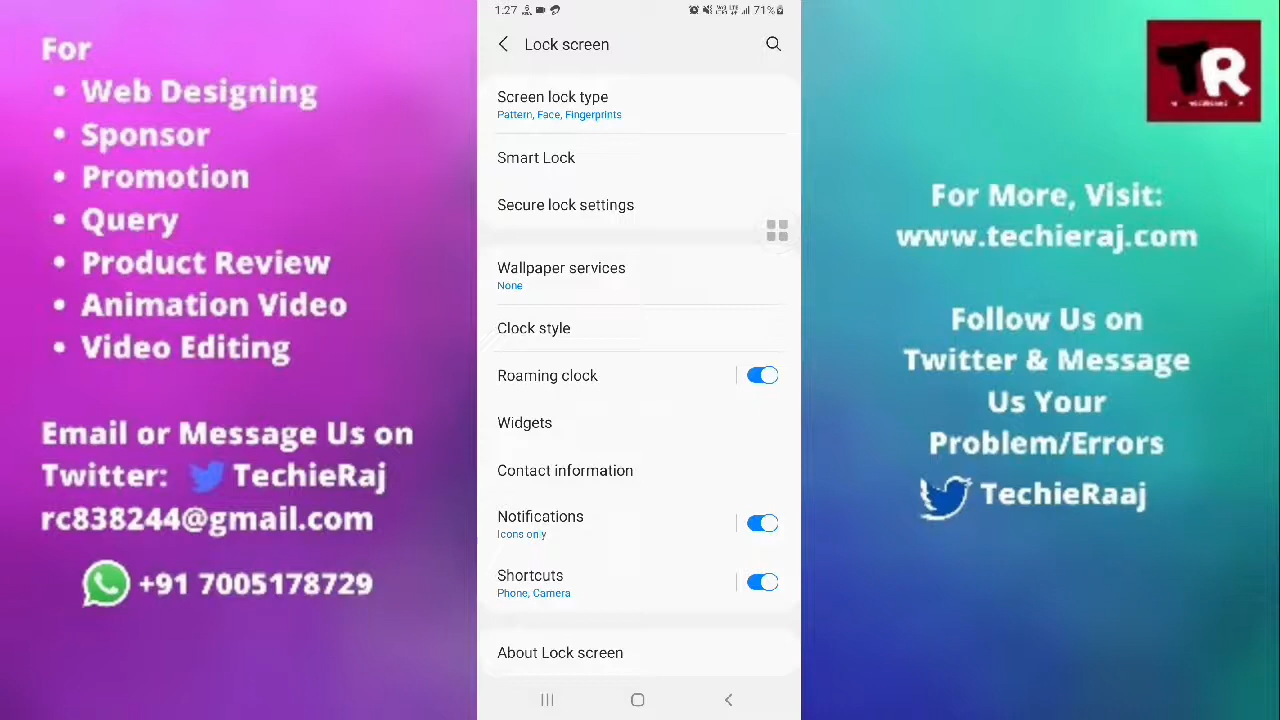 For
• Web Designing
• Sponsor
• Promotion
• Query
• Product Review
• Animation Video
• Video Editing
Email or Message Us on
Twitter: TechieRaj
rc838244@gmail.com
+91 7005178729
1:27
71%
Lock screen
Screen lock type
Pattern, Face, Fingerprints
Smart Lock
Secure lock settings
Wallpaper services
None
Clock style
Roaming clock
Widgets
Contact information
Notifications
Icons only
Shortcuts
Phone, Camera
About Lock screen
TR
For More, Visit:
www.techieraj.com
Follow Us on
Twitter & Message
Us Your
Problem/Errors
TechieRaaj